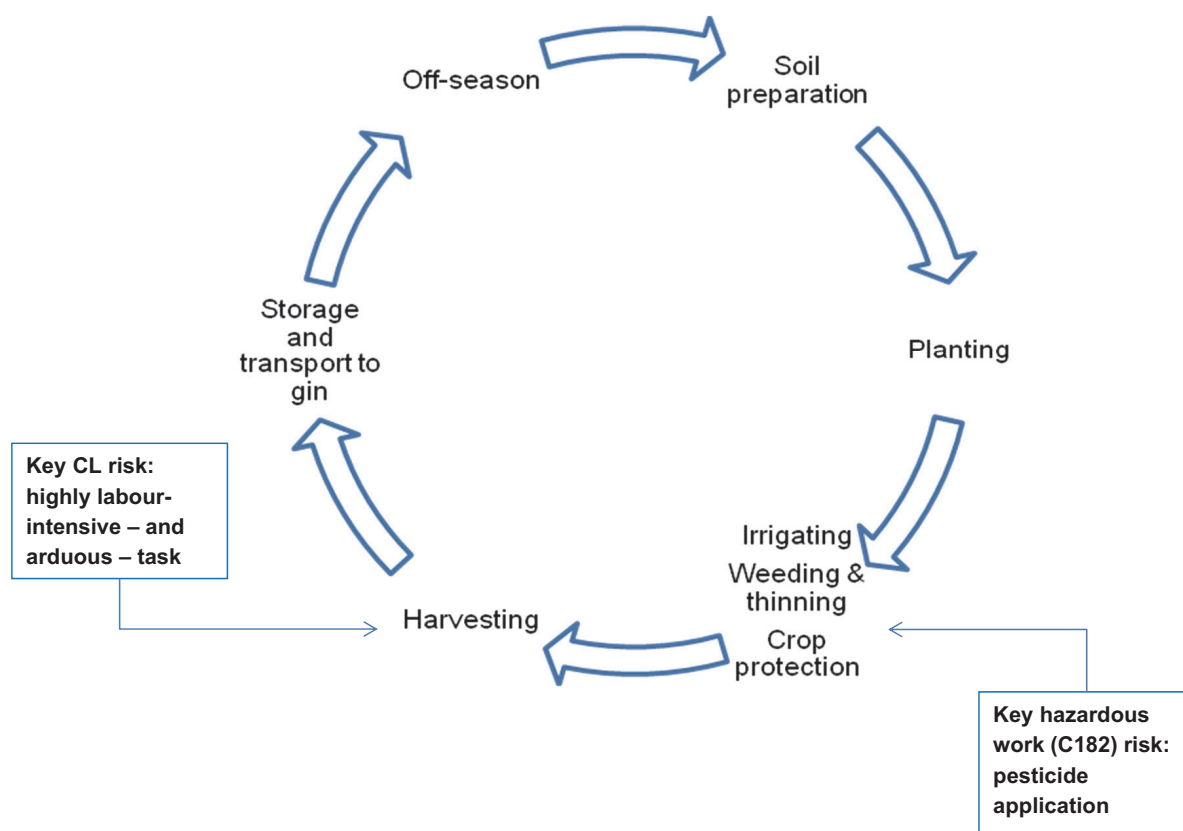 Off-season
Soil
preparation
Planting
Irrigating
Weeding &
thinning
Crop
protection
Harvesting
Storage
and
transport to
gin
Key CL risk:
highly labour-
intensive – and
arduous – task
Key hazardous
work (C182) risk:
pesticide
application